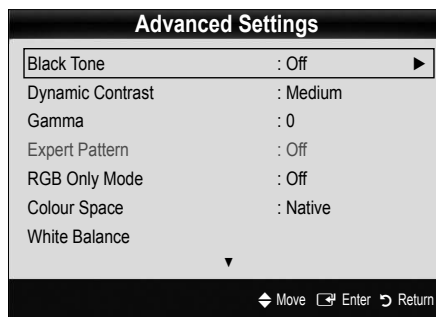 Advanced Settings
Black Tone : Off ►
Dynamic Contrast : Medium
Gamma : 0
Expert Pattern : Off
RGB Only Mode : Off
Colour Space : Native
White Balance
▼
Move Enter Return